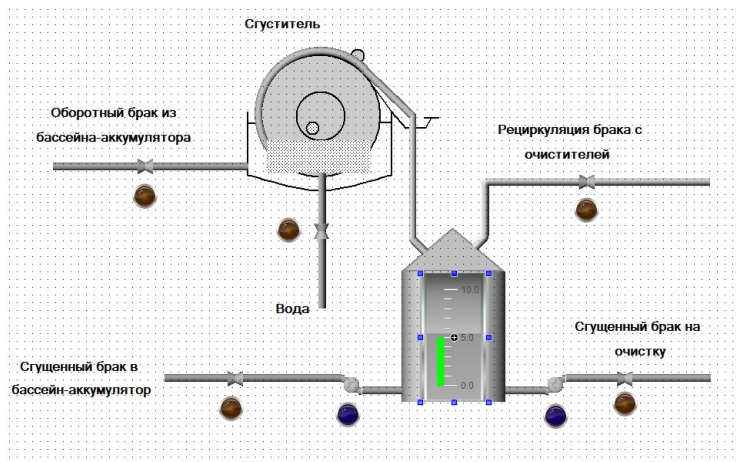 Сгуститель
Оборотный брак из
бассейна-аккумулятора
Рециркуляция брака с
очистителей
10.0
Вода
5.0
Сгущенный брак на
очистку
Сгущенный брак в
бассейн-аккумулятор
0.0